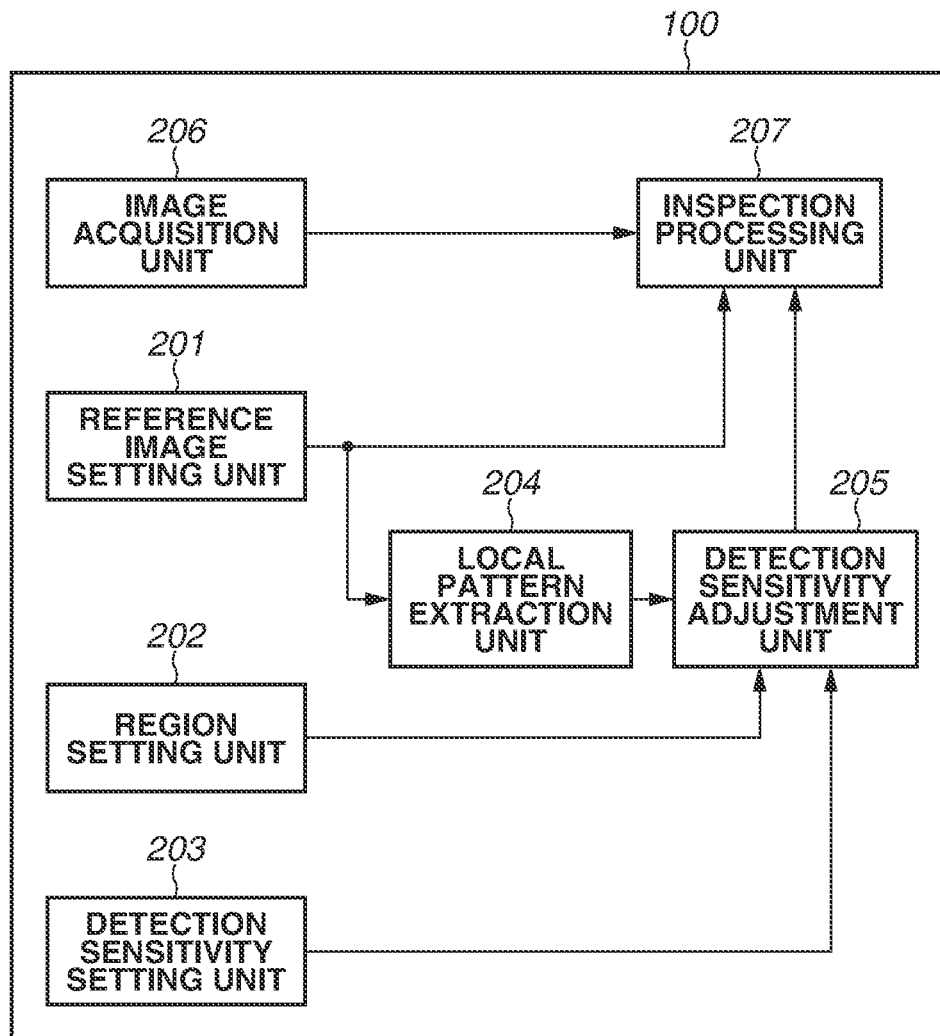 100
206
IMAGE
ACQUISITION
UNIT
207
INSPECTION
PROCESSING
UNIT
201
REFERENCE
IMAGE
SETTING UNIT
204
LOCAL
PATTERN
EXTRACTION
UNIT
205
DETECTION
SENSITIVITY
ADJUSTMENT
UNIT
202
REGION
SETTING UNIT
203
DETECTION
SENSITIVITY
SETTING UNIT